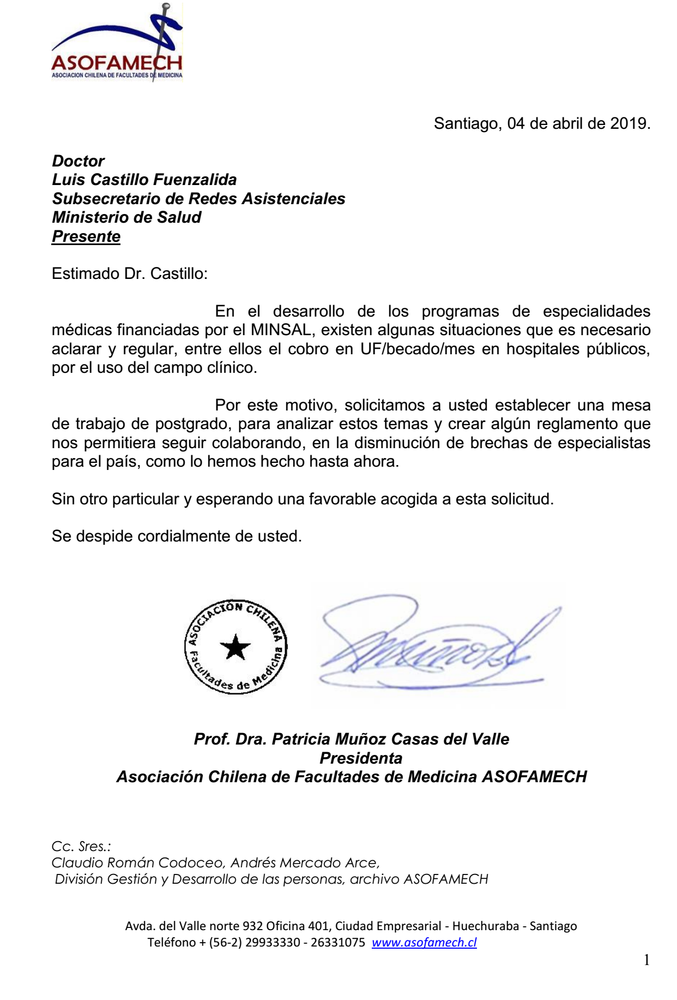 ASOFAMECH
ASOCIACION CHILENA DE FACULTADES DE MEDICINA
Santiago, 04 de abril de 2019.
Doctor
Luis Castillo Fuenzalida
Subsecretario de Redes Asistenciales
Ministerio de Salud
Presente
Estimado Dr. Castillo:
En el desarrollo de los programas de especialidades
médicas financiadas por el MINSAL, existen algunas situaciones que es necesario
aclarar y regular, entre ellos el cobro en UF/becado/mes en hospitales públicos,
por el uso del campo clínico.
Por este motivo, solicitamos a usted establecer una mesa
de trabajo de postgrado, para analizar estos temas y crear algún reglamento que
nos permitiera seguir colaborando, en la disminución de brechas de especialistas
para el país, como lo hemos hecho hasta ahora.
Sin otro particular y esperando una favorable acogida a esta solicitud.
Se despide cordialmente de usted.
ASOCIACIÓN CHILENA
Facultades de Medicina
Prof. Dra. Patricia Muñoz Casas del Valle
Presidenta
Asociación Chilena de Facultades de Medicina ASOFAMECH
Cc. Sres.:
Claudio Román Codoceo, Andrés Mercado Arce,
División Gestión y Desarrollo de las personas, archivo ASOFAMECH
Avda. del Valle norte 932 Oficina 401, Ciudad Empresarial - Huechuraba - Santiago
Teléfono + (56-2) 29933330 - 26331075 www.asofamech.cl
1